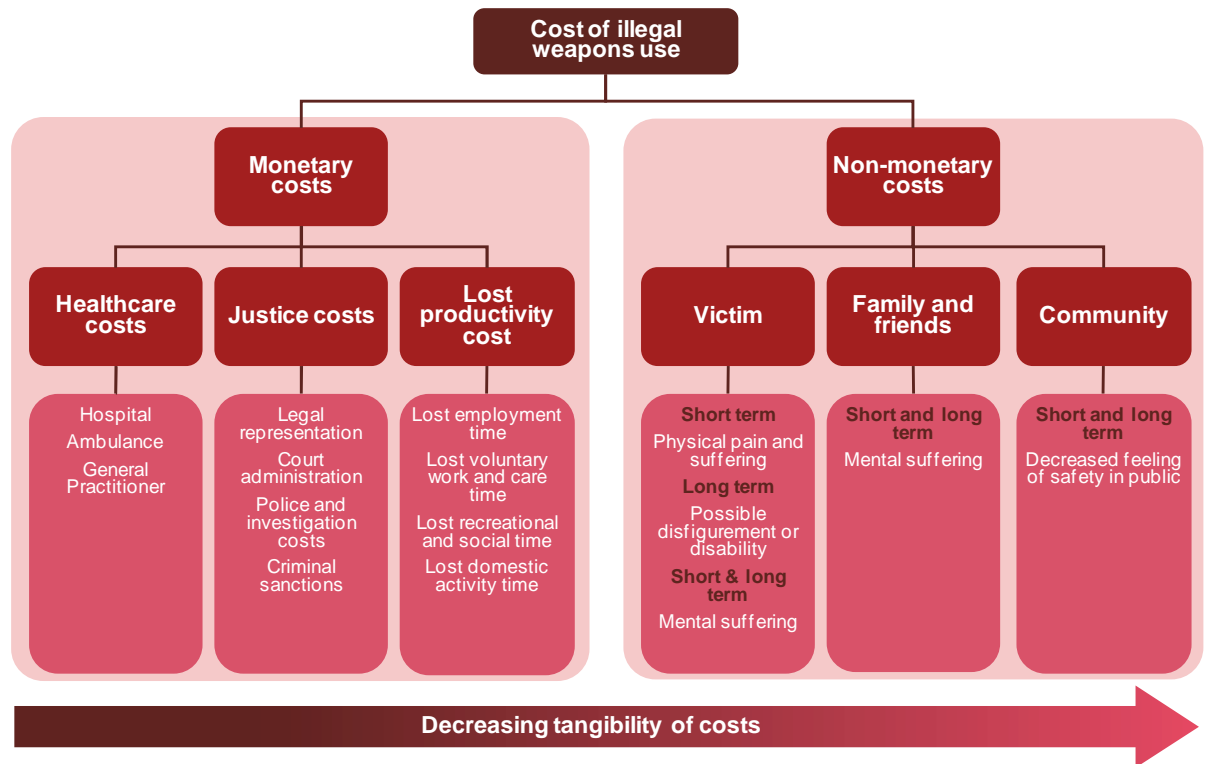 Cost of illegal
weapons use
Monetary
costs
Non-monetary
costs
Healthcare
costs
Justice costs
Lost
productivity
cost
Victim
Family and
friends
Community
Hospital
Ambulance
General
Practitioner
Legal
representation
Court
administration
Police and
investigation
costs
Criminal
sanctions
Lost employment
time
Lost voluntary
work and care
time
Lost recreational
and social time
Lost domestic
activity time
Short term
Physical pain and
suffering
Long term
Possible
disfigurement or
disability
Short & long
term
Mental suffering
Short and long
term
Mental suffering
Short and long
term
Decreased feeling
of safety in public
Decreasing tangibility of costs